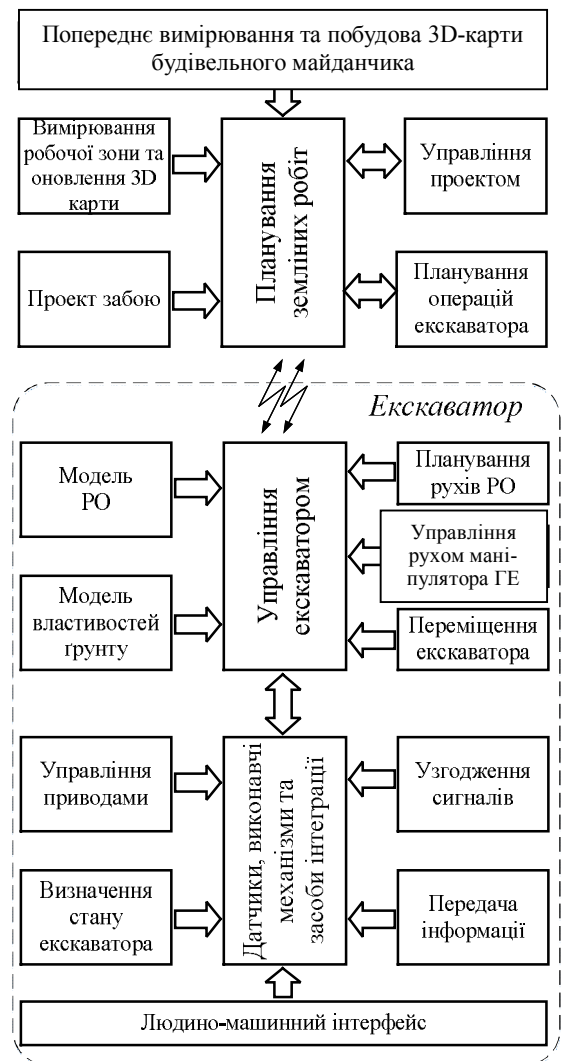 Попереднє вимірювання та побудова 3D-карти
будівельного майданчика
Вимірювання
робочої зони та
оновлення 3D
карти
Планування
земліних робіт
Управління
проектом
Проект забою
Планування
операцій
екскаватора
Екскаватор
Модель
РО
Управління
екскаватором
Планування
рухів РО
Управління
рухом мані-
пулятора ГЕ
Модель
властивостей
ґрунту
Переміщення
екскаватора
Управління
приводами
Датчики, виконавчі
механізми та
засоби інтеграції
Узгодження
сигналів
Визначення
стану
екскаватора
Передача
інформації
Людино-машинний інтерфейс